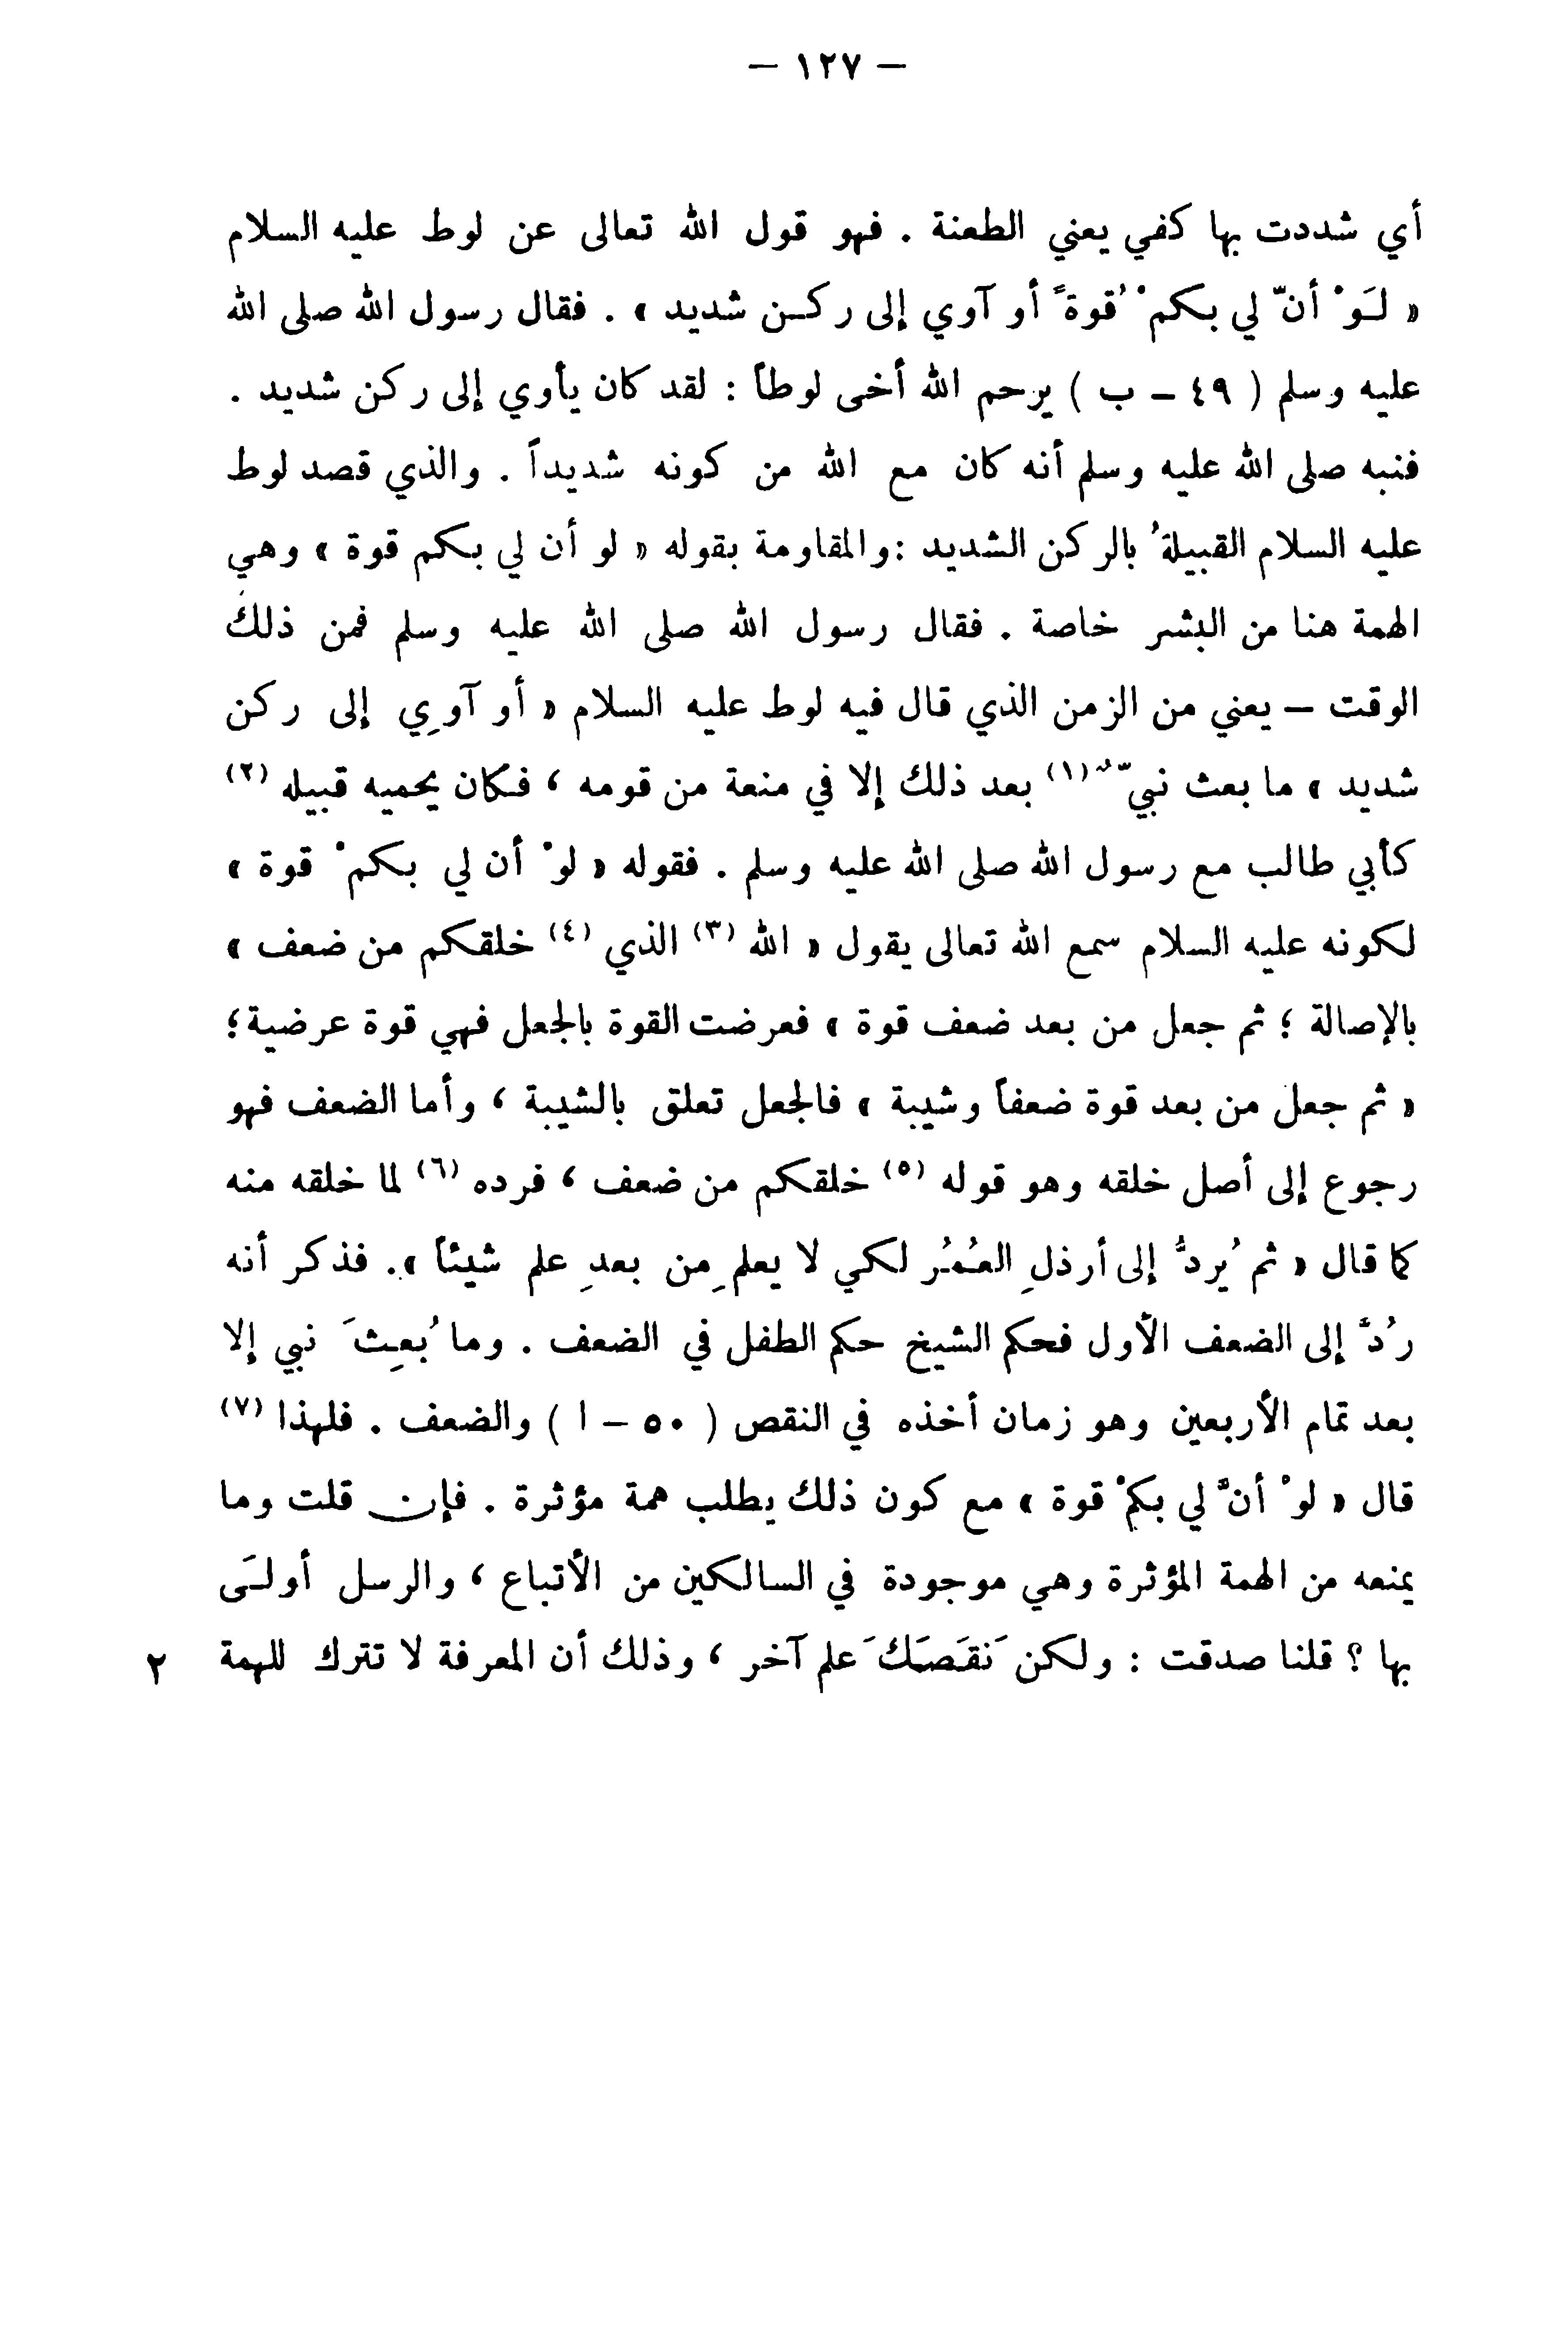 — ١٢٧ —
أي شددت بها كفي يعني الطعنة . فهو قول الله تعالى عن لوط عليه السلام
« لَوْ أنّ لي بكمْ قُوةً أو آوي إلى ركن شديد » . فقال رسول الله صلى الله
عليه وسلم ( ٤٩ – ب ) يرحم الله أخى لوطاً : لقد كان يأوي إلى ركن شديد .
فنبه صلى الله عليه وسلم أنه كان مع الله من كونه شديداً . والذي قصد لوط
عليه السلام القبيلةُ بالركن الشديد :والمقاومة بقوله « لو أن لي بكم قوة » وهي
الهمة هنا من البشر خاصة . فقال رسول الله صلى الله عليه وسلم فمن ذلك
الوقت – يعني من الزمن الذي قال فيه لوط عليه السلام « أو آوِي إلى ركن
شديد » ما بعث نبيٌّ (١) بعد ذلك إلا في منعة من قومه ، فكان يحميه قبيله (٢)
كأبي طالب مع رسول الله صلى الله عليه وسلم . فقوله « لوْ أن لي بكمْ قوة »
لكونه عليه السلام سمع الله تعالى يقول « الله (٣) الذي (٤) خلقكم من ضعف »
بالإصالة ؛ ثم جعل من بعد ضعف قوة » فعرضت القوة بالجعل فهي قوة عرضية؛
« ثم جعل من بعد قوة ضعفاً وشيبة » فالجعل تعلق بالشيبة ، وأما الضعف فهو
رجوع إلى أصل خلقه وهو قوله (٥) خلقكم من ضعف ، فرده (٦) لما خلقه منه
كما قال « ثم يُردُّ إلى أرذلِ العُمُر لكي لا يعلم مِن بعدِ علم شيئاً ». فذكر أنه
رُدَّ إلى الضعف الأول فحكم الشيخ حكم الطفل في الضعف . وما بُعِثَ نبي إلا
بعد تمام الأربعين وهو زمان أخذه في النقص ( ٥٠ – ا ) والضعف . فلهذا (٧)
قال « لوْ أنَّ لي بكمْ قوة » مع كون ذلك يطلب همة مؤثرة . فإن قلت وما
يمنعه من الهمة المؤثرة وهي موجودة في السالكين من الأتباع ، والرسل أولَى
بها ؟ قلنا صدقت : ولكن نَقَصَكَ علم آخر ، وذلك أن المعرفة لا تترك للهمة
٢